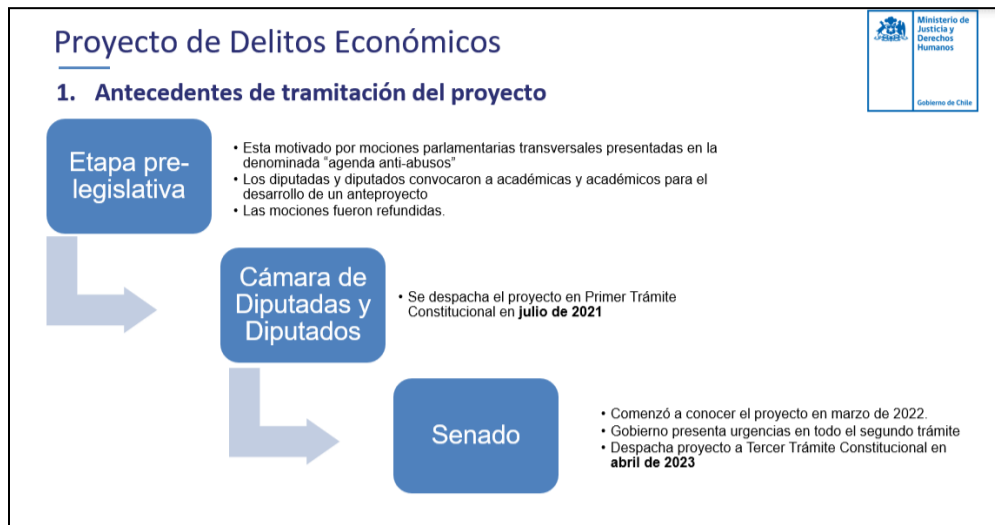 Proyecto de Delitos Económicos
Ministerio de
Justicia y
Derechos
Humanos
Gobierno de Chile
1. Antecedentes de tramitación del proyecto
Etapa pre-
legislativa
• Esta motivado por mociones parlamentarias transversales presentadas en la
denominada "agenda anti-abusos"
• Los diputadas y diputados convocaron a académicas y académicos para el
desarrollo de un anteproyecto
• Las mociones fueron refundidas.
Cámara de
Diputadas y
Diputados
• Se despacha el proyecto en Primer Trámite
Constitucional en julio de 2021
Senado
• Comenzó a conocer el proyecto en marzo de 2022.
• Gobierno presenta urgencias en todo el segundo trámite
• Despacha proyecto a Tercer Trámite Constitucional en
abril de 2023